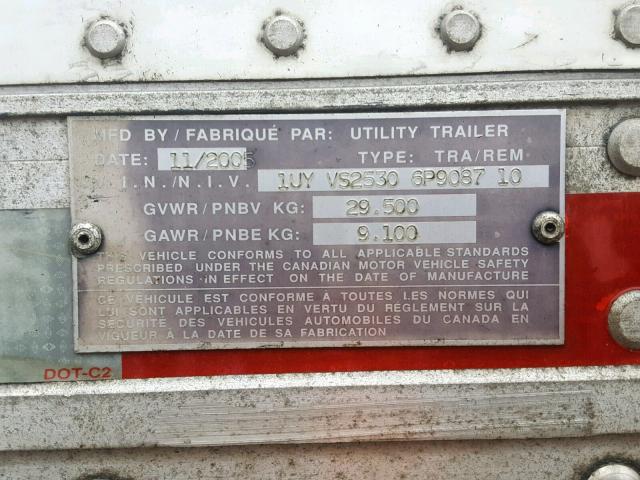 MFD BY / FABRIQUÉ PAR: UTILITY TRAILER
DATE: 11/2005 TYPE: TRA/REM
I.N./N.I.V. 1UY VS2530 6P9087 10
GVWR/PNBV KG: 29.500
GAWR/PNBE KG: 9.100
THIS VEHICLE CONFORMS TO ALL APPLICABLE STANDARDS
PRESCRIBED UNDER THE CANADIAN MOTOR VEHICLE SAFETY
REGULATIONS IN EFFECT ON THE DATE OF MANUFACTURE
CE VÉHICULE EST CONFORME À TOUTES LES NORMES QUI
LUI SONT APPLICABLES EN VERTU DU RÉGLEMENT SUR LA
SÉCURITÉ DES VÉHICULES AUTOMOBILES DU CANADA EN
VIGUEUR À LA DATE DE SA FABRICATION
DOT-C2